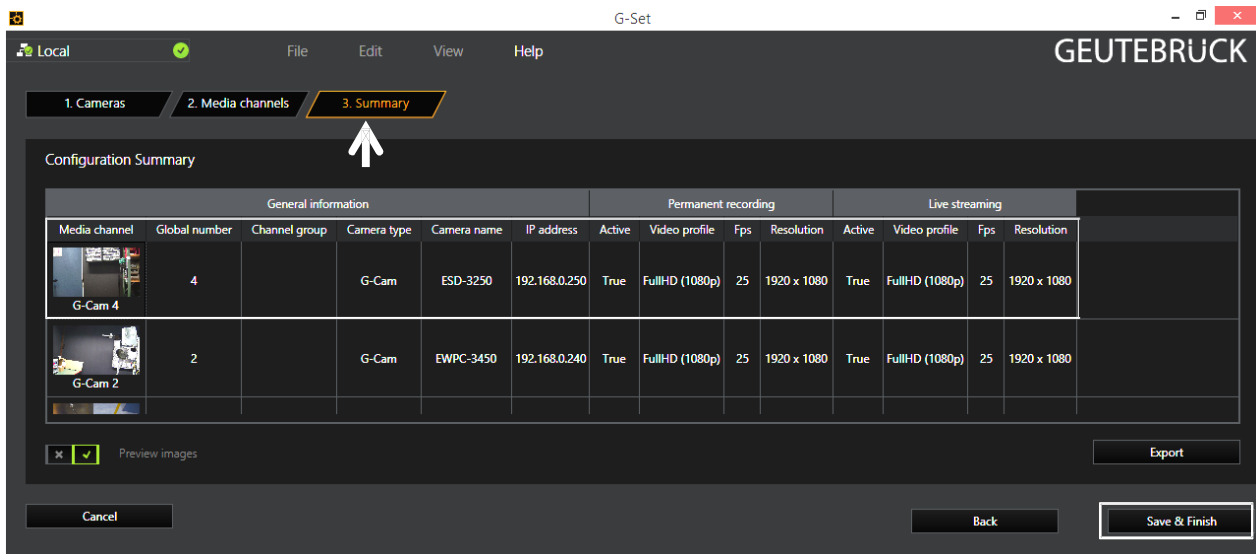 G-Set
Local File Edit View Help GEUTEBRÜCK
1. Cameras 2. Media channels 3. Summary
Configuration Summary
General information Permanent recording Live streaming
Media channel Global number Channel group Camera type Camera name IP address Active Video profile Fps Resolution Active Video profile Fps Resolution
4 G-Cam ESD-3250 192.168.0.250 True FullHD (1080p) 25 1920 x 1080 True FullHD (1080p) 25 1920 x 1080
G-Cam 4
2 G-Cam EWPC-3450 192.168.0.240 True FullHD (1080p) 25 1920 x 1080 True FullHD (1080p) 25 1920 x 1080
G-Cam 2
Preview images Export
Cancel Back Save & Finish